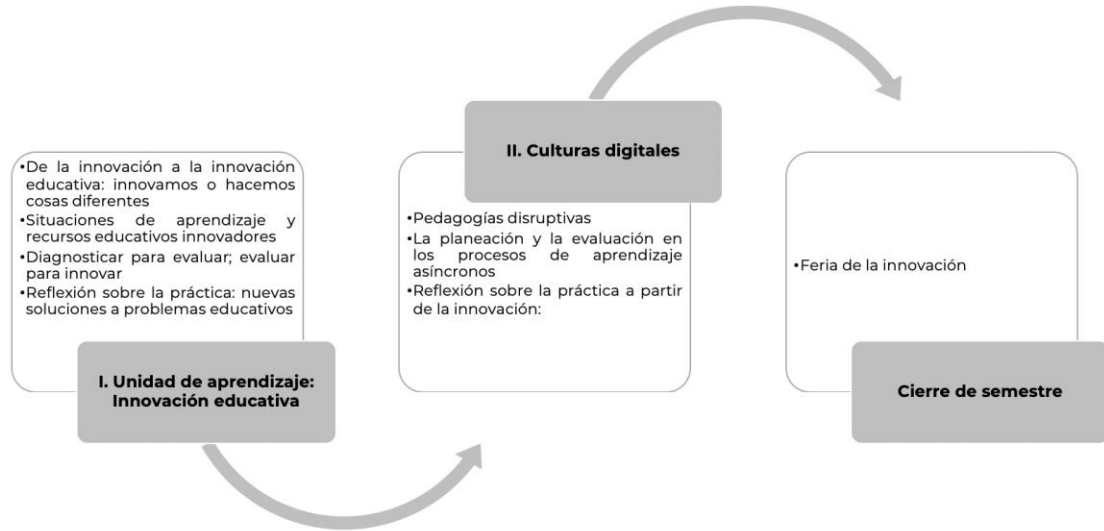 •De la innovación a la innovación
educativa: innovamos o hacemos
cosas diferentes
•Situaciones de aprendizaje y
recursos educativos innovadores
•Diagnosticar para evaluar; evaluar
para innovar
•Reflexión sobre la práctica: nuevas
soluciones a problemas educativos
I. Unidad de aprendizaje:
Innovación educativa
II. Culturas digitales
•Pedagogías disruptivas
•La planeación y la evaluación en
los procesos de aprendizaje
asíncronos
•Reflexión sobre la práctica a partir
de la innovación:
•Feria de la innovación
Cierre de semestre